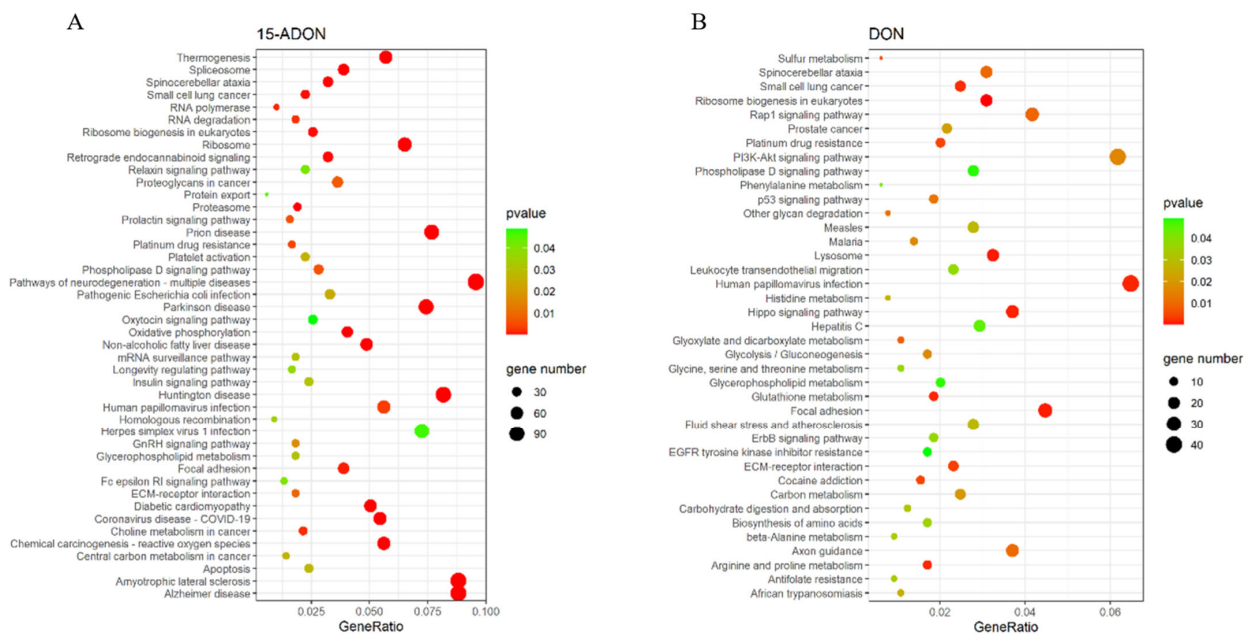 A
15-ADON
Thermogenesis
Spliceosome
Spinocerebellar ataxia
Small cell lung cancer
RNA polymerase
RNA degradation
Ribosome biogenesis in eukaryotes
Ribosome
Retrograde endocannabinoid signaling
Relaxin signaling pathway
Proteoglycans in cancer
Protein export
Proteasome
Prolactin signaling pathway
Prion disease
Platinum drug resistance
Platelet activation
Phospholipase D signaling pathway
Pathways of neurodegeneration - multiple diseases
Pathogenic Escherichia coli infection
Parkinson disease
Oxytocin signaling pathway
Oxidative phosphorylation
Non-alcoholic fatty liver disease
mRNA surveillance pathway
Longevity regulating pathway
Insulin signaling pathway
Huntington disease
Human papillomavirus infection
Homologous recombination
Herpes simplex virus 1 infection
GnRH signaling pathway
Glycerophospholipid metabolism
Focal adhesion
Fc epsilon RI signaling pathway
ECM-receptor interaction
Diabetic cardiomyopathy
Coronavirus disease - COVID-19
Choline metabolism in cancer
Chemical carcinogenesis - reactive oxygen species
Central carbon metabolism in cancer
Apoptosis
Amyotrophic lateral sclerosis
Alzheimer disease
0.025
0.050
0.075
0.100
GeneRatio
pvalue
0.04
0.03
0.02
0.01
gene number
30
60
90
B
DON
Sulfur metabolism
Spinocerebellar ataxia
Small cell lung cancer
Ribosome biogenesis in eukaryotes
Rap1 signaling pathway
Prostate cancer
Platinum drug resistance
PI3K-Akt signaling pathway
Phospholipase D signaling pathway
Phenylalanine metabolism
p53 signaling pathway
Other glycan degradation
Measles
Malaria
Lysosome
Leukocyte transendothelial migration
Human papillomavirus infection
Histidine metabolism
Hippo signaling pathway
Hepatitis C
Glyoxylate and dicarboxylate metabolism
Glycolysis / Gluconeogenesis
Glycine, serine and threonine metabolism
Glycerophospholipid metabolism
Glutathione metabolism
Focal adhesion
Fluid shear stress and atherosclerosis
ErbB signaling pathway
EGFR tyrosine kinase inhibitor resistance
ECM-receptor interaction
Cocaine addiction
Carbon metabolism
Carbohydrate digestion and absorption
Biosynthesis of amino acids
beta-Alanine metabolism
Axon guidance
Arginine and proline metabolism
Antifolate resistance
African trypanosomiasis
0.02
0.04
0.06
GeneRatio
pvalue
0.04
0.03
0.02
0.01
gene number
10
20
30
40